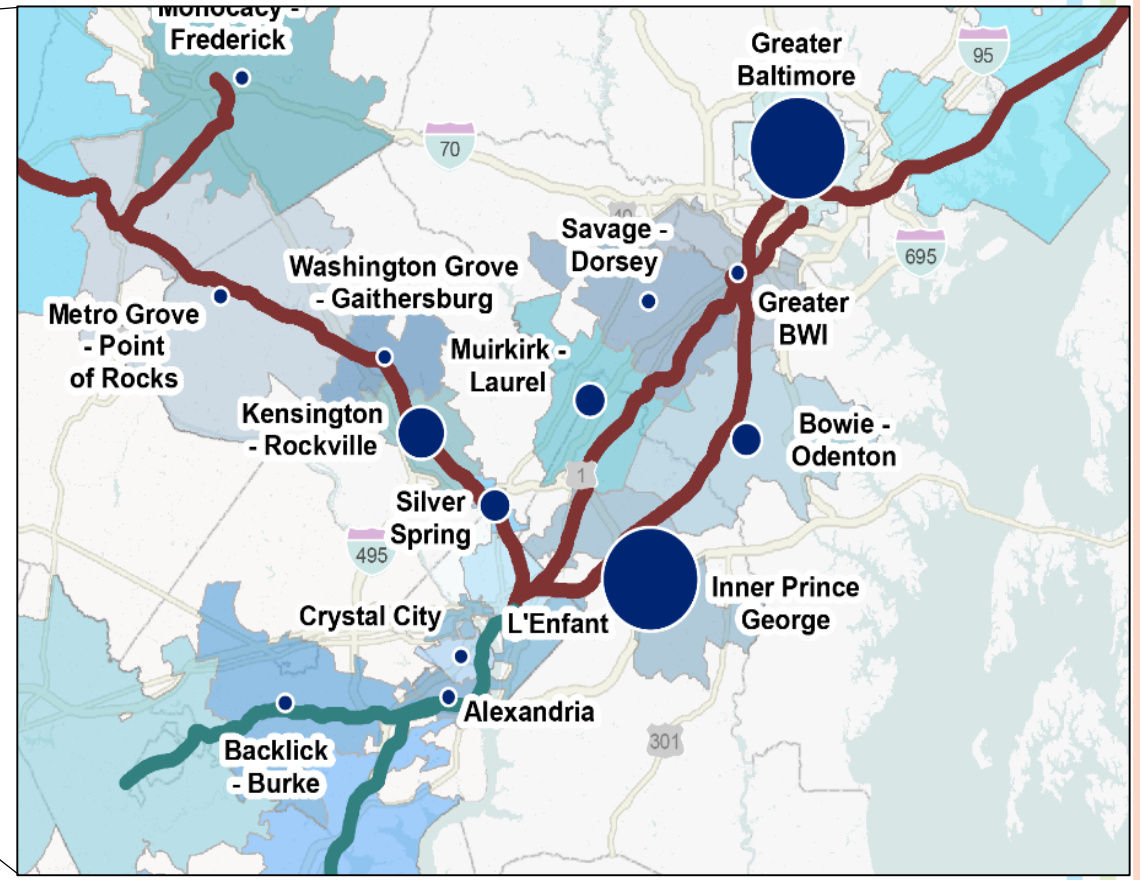 Monocacy -
Frederick
Greater
Baltimore
95
70
40
Savage -
Dorsey
695
Washington Grove
- Gaithersburg
Greater
BWI
Metro Grove
- Point
of Rocks
Muirkirk -
Laurel
Kensington
- Rockville
Bowie -
Odenton
1
Silver
Spring
495
Inner Prince
George
Crystal City
L'Enfant
Alexandria
301
Backlick
- Burke